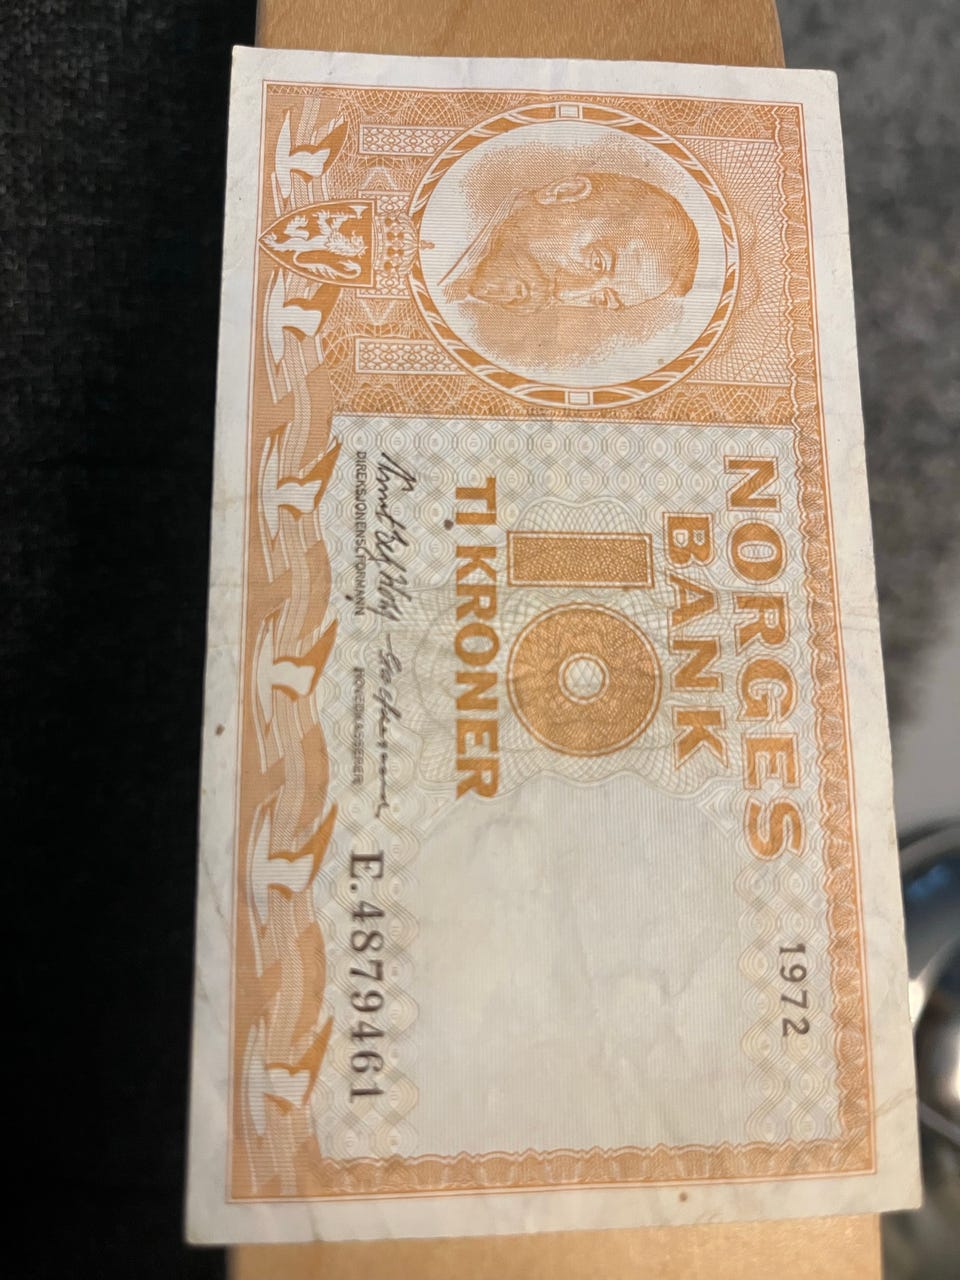 NORGES
BANK
1972
10
TI KRONER
DIREKSJONENS FORMANN
HOVEDKASSERER
E.4879461